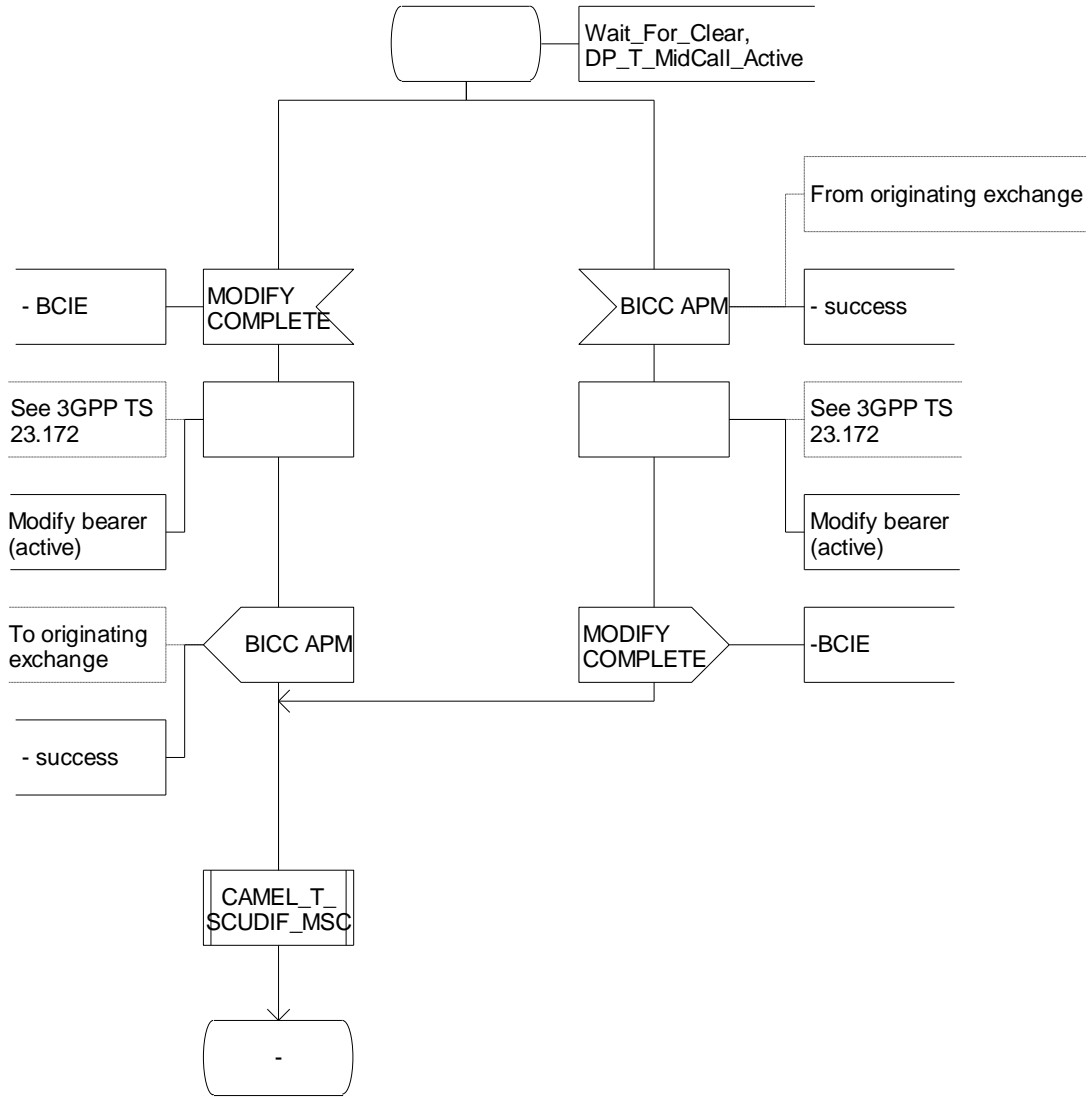 Wait_For_Clear,
DP_T_MidCall_Active
From originating exchange
- BCIE
MODIFY
COMPLETE
BICC APM
- success
See 3GPP TS
23.172
See 3GPP TS
23.172
Modify bearer
(active)
Modify bearer
(active)
To originating
exchange
BICC APM
MODIFY
COMPLETE
-BCIE
- success
CAMEL_T_
SCUDIF_MSC
-